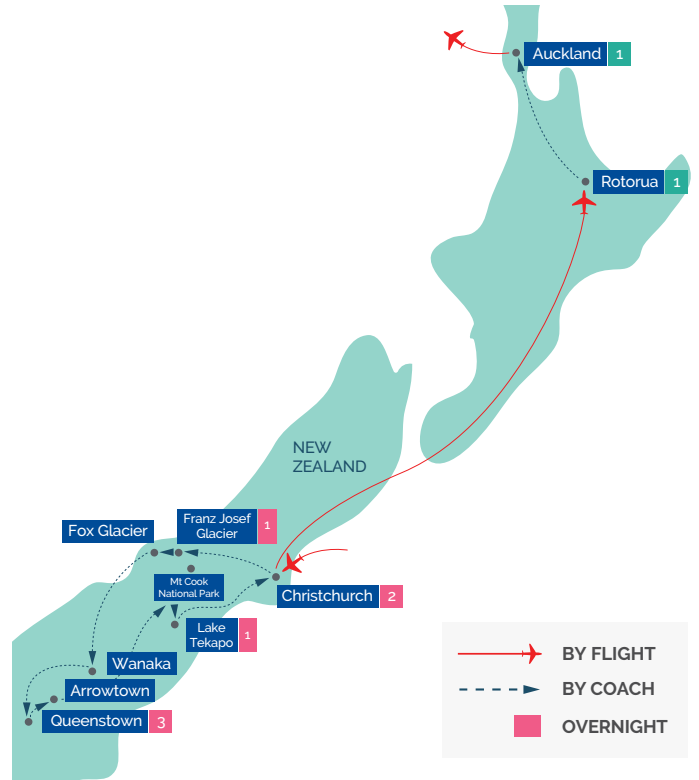 Auckland 1
Rotorua 1
NEW
ZEALAND
Franz Josef
Glacier 1
Fox Glacier
Mt Cook
National Park
Christchurch 2
Lake
Tekapo 1
Wanaka
Arrowtown
Queenstown 3
BY FLIGHT
BY COACH
OVERNIGHT